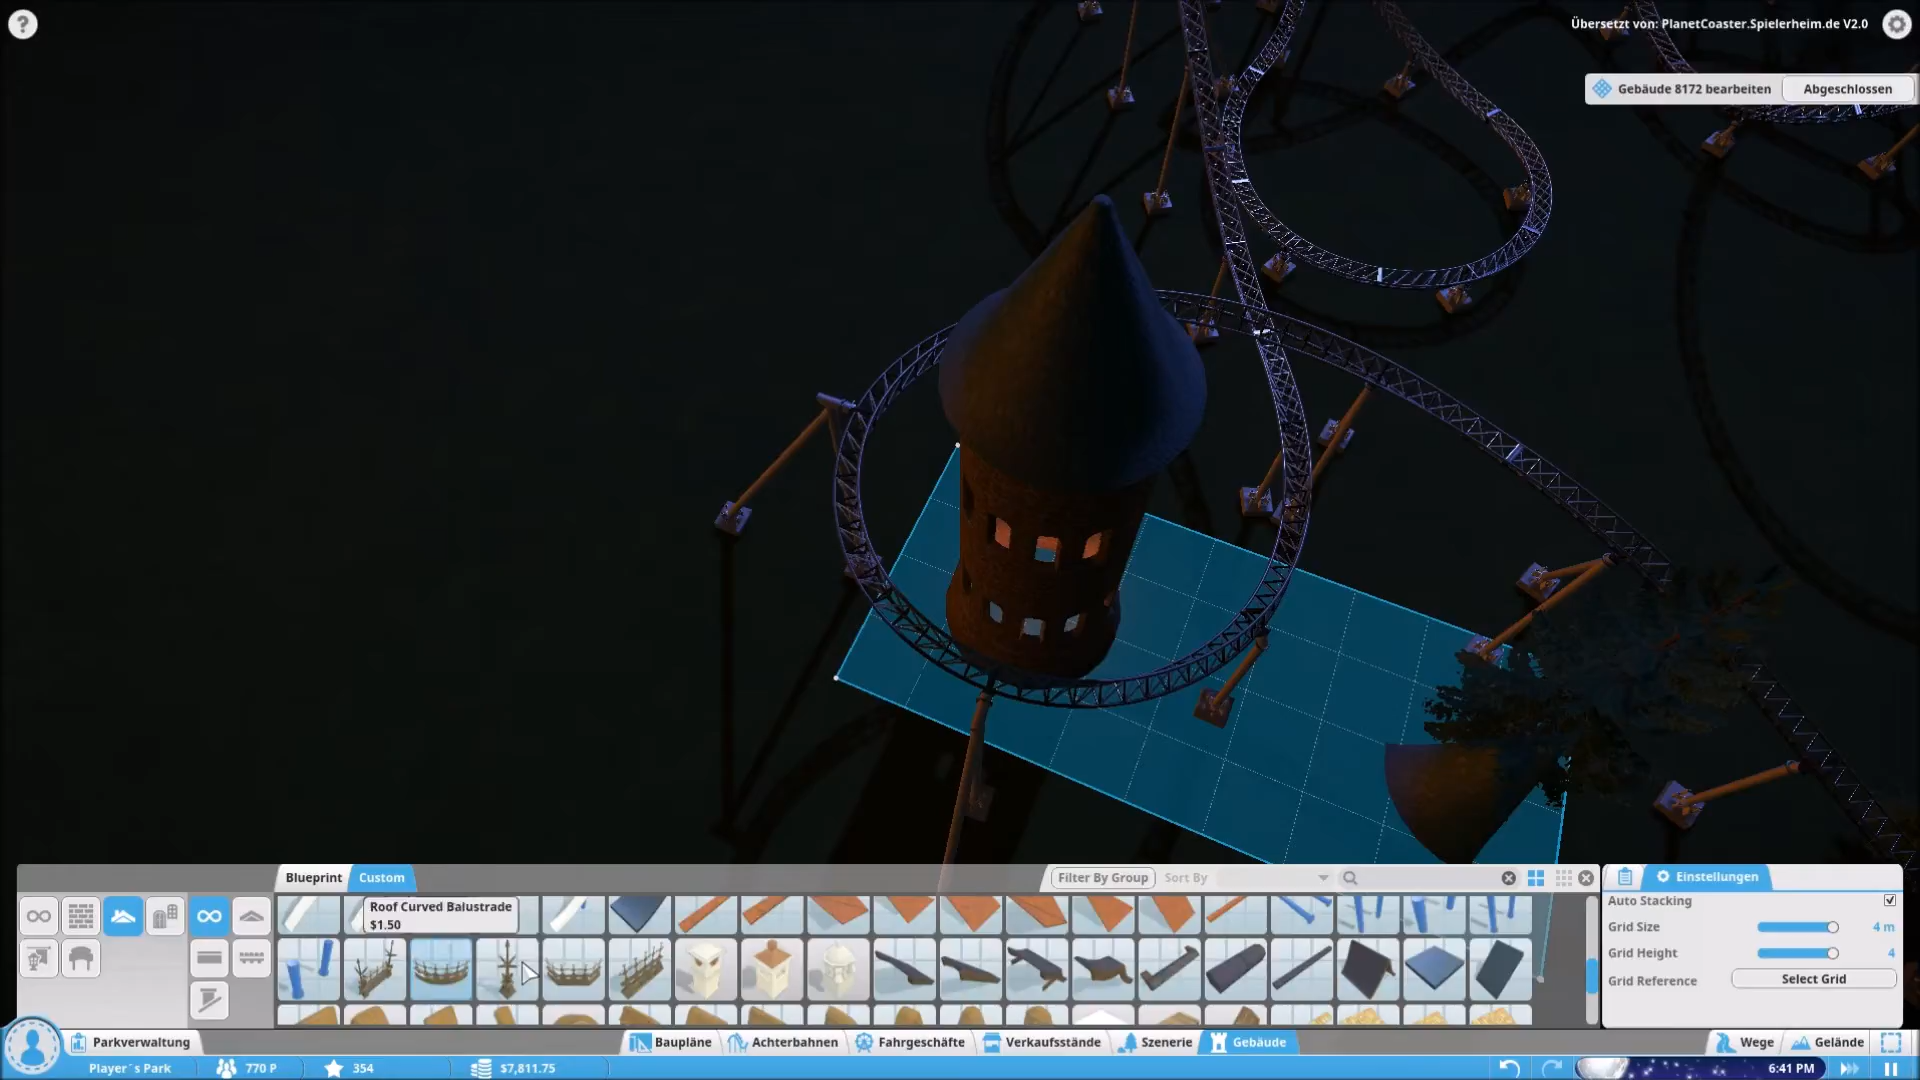 ?
Übersetzt von: PlanetCoaster.Spielerheim.de V2.0
Gebäude 8172 bearbeiten
Abgeschlossen
Blueprint
Custom
Filter By Group
Sort By
Einstellungen
Roof Curved Balustrade
$1.50
Auto Stacking
Grid Size
4 m
Grid Height
4
Grid Reference
Select Grid
Parkverwaltung
Baupläne
Achterbahnen
Fahrgeschäfte
Verkaufsstände
Szenerie
Gebäude
Wege
Gelände
Player´s Park
770 P
354
$7,811.75
6:41 PM